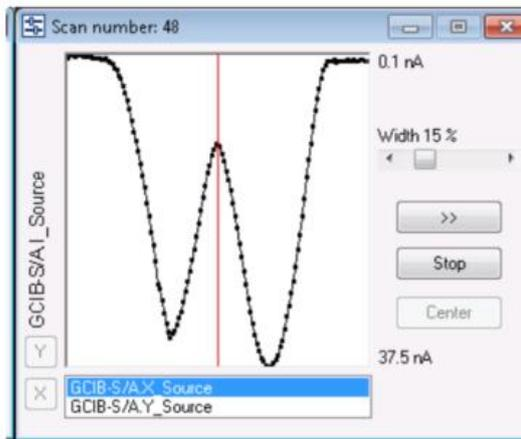 Scan number: 48
0.1 nA
Width 15 %
>>
Stop
Center
37.5 nA
GCIB-S/A I_Source
Y
X
GCIB-S/A.X_Source
GCIB-S/A.Y_Source